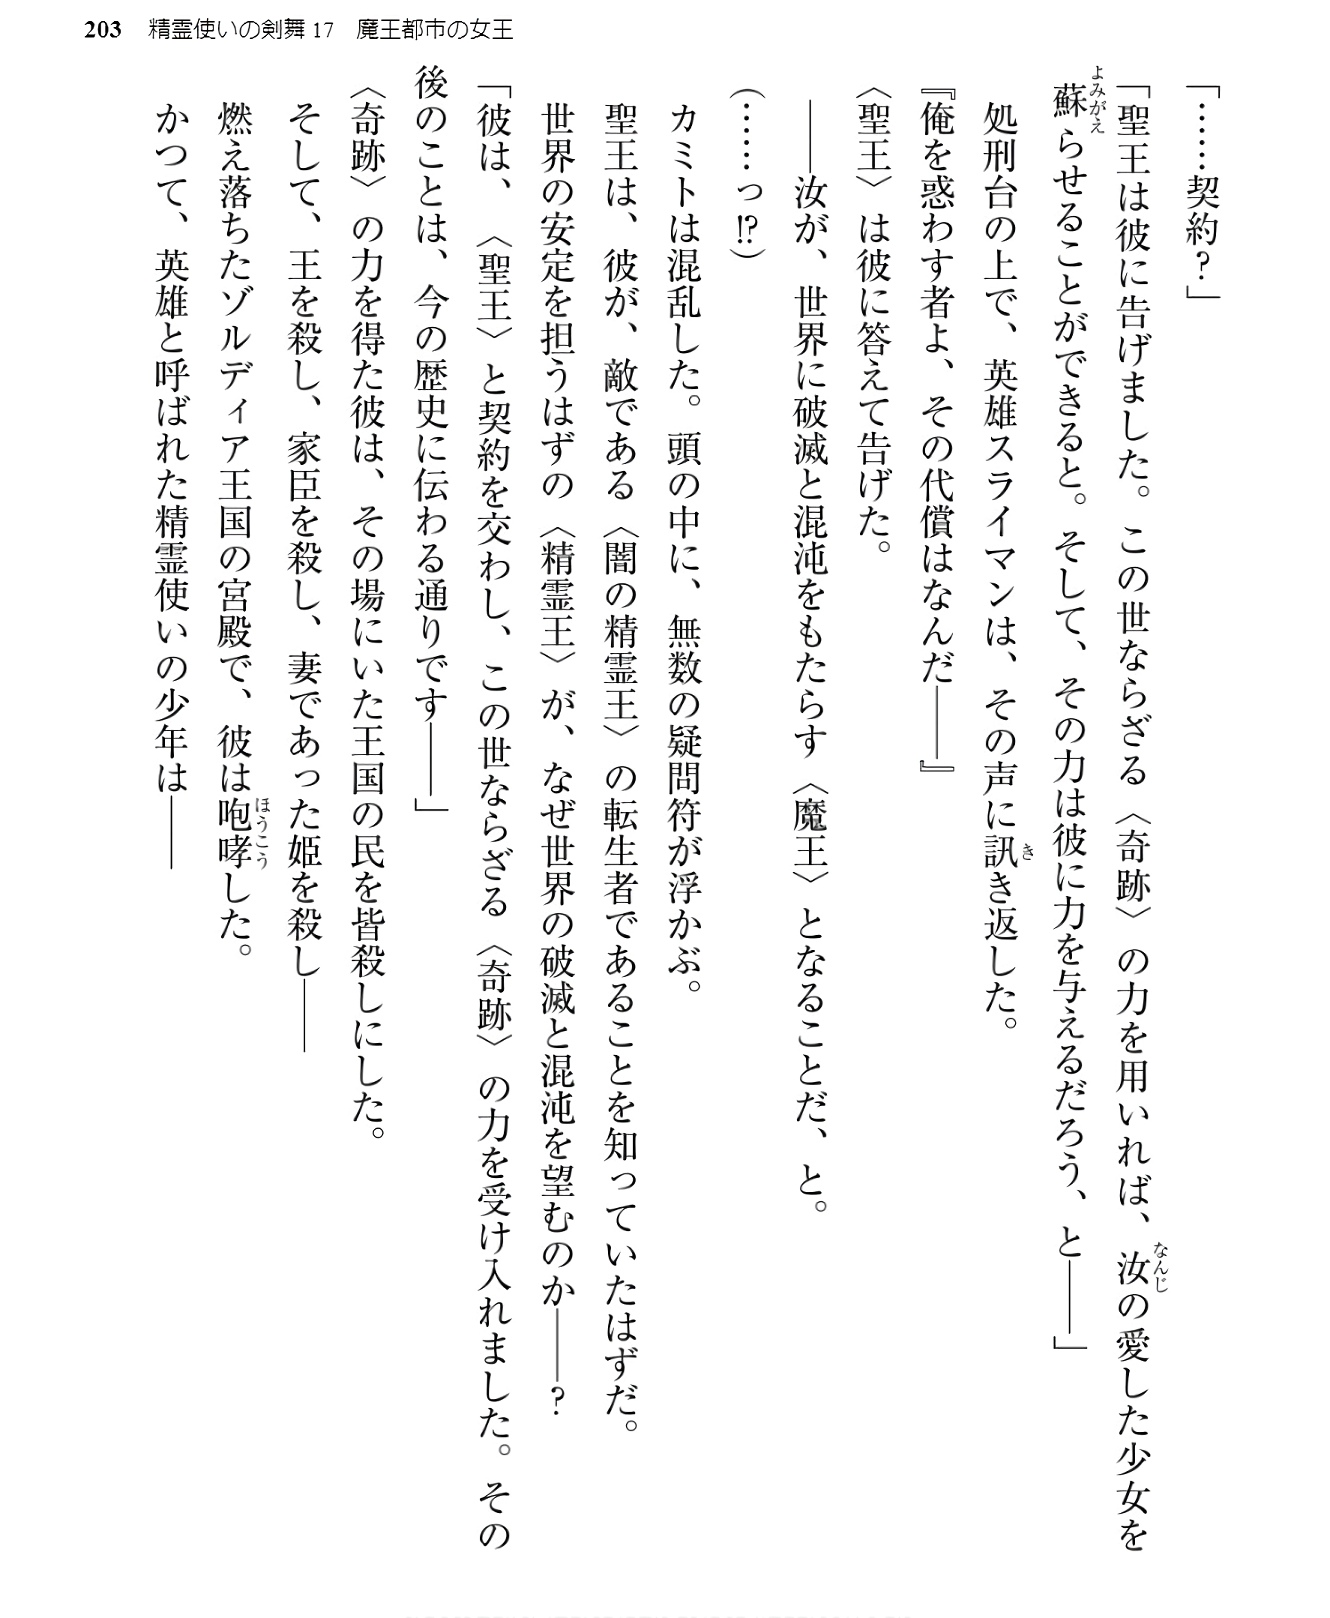 203 精霊使いの剣舞17 魔王都市の女王
「……契約？」
「聖王は彼に告げました。この世ならざる〈奇跡〉の力を用いれば、汝の愛した少女を
蘇らせることができると。そして、その力は彼に力を与えるだろう、と――」
処刑台の上で、英雄スライマンは、その声に訊き返した。
『俺を惑わす者よ、その代償はなんだ――』
〈聖王〉は彼に答えて告げた。
――汝が、世界に破滅と混沌をもたらす〈魔王〉となることだ、と。
（……っ!?）
カミトは混乱した。頭の中に、無数の疑問符が浮かぶ。
聖王は、彼が、敵である〈闇の精霊王〉の転生者であることを知っていたはずだ。
世界の安定を担うはずの〈精霊王〉が、なぜ世界の破滅と混沌を望むのか――？
「彼は、〈聖王〉と契約を交わし、この世ならざる〈奇跡〉の力を受け入れました。その
後のことは、今の歴史に伝わる通りです――」
〈奇跡〉の力を得た彼は、その場にいた王国の民を皆殺しにした。
そして、王を殺し、家臣を殺し、妻であった姫を殺し――
燃え落ちたゾルディア王国の宮殿で、彼は咆哮した。
かつて、英雄と呼ばれた精霊使いの少年は――